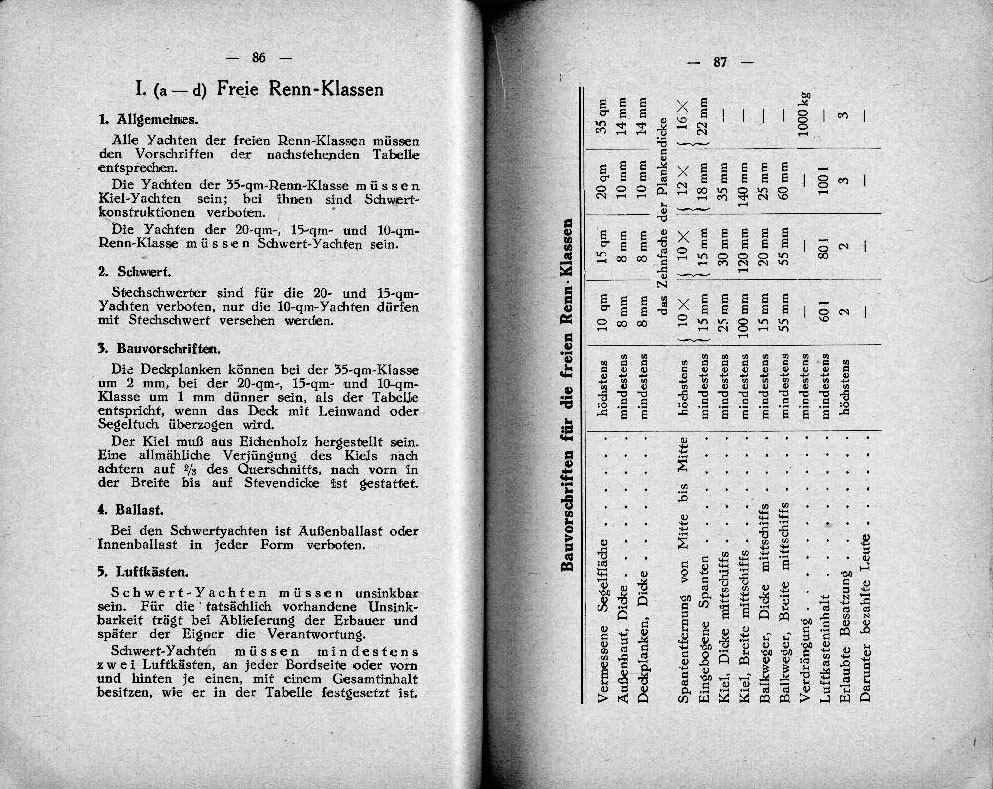 — 86 —
I. (a — d) Freie Renn-Klassen
1. Allgemeines.
Alle Yachten der freien Renn-Klassen müssen
den Vorschriften der nachstehenden Tabelle
entsprechen.
Die Yachten der 35-qm-Renn-Klasse müssen
Kiel-Yachten sein; bei ihnen sind Schwert-
konstruktionen verboten.
Die Yachten der 20-qm-, 15-qm- und 10-qm-
Renn-Klasse müssen Schwert-Yachten sein.
2. Schwert.
Stechschwerter sind für die 20- und 15-qm-
Yachten verboten, nur die 10-qm-Yachten dürfen
mit Stechschwert versehen werden.
3. Bauvorschriften.
Die Deckplanken können bei der 35-qm-Klasse
um 2 mm, bei der 20-qm-, 15-qm- und 10-qm-
Klasse um 1 mm dünner sein, als der Tabelle
entspricht, wenn das Deck mit Leinwand oder
Segeltuch überzogen wird.
Der Kiel muß aus Eichenholz hergestellt sein.
Eine allmähliche Verjüngung des Kiels nach
achtern auf ²/₃ des Querschnitts, nach vorn in
der Breite bis auf Stevendicke ist gestattet.
4. Ballast.
Bei den Schwertyachten ist Außenballast oder
Innenballast in jeder Form verboten.
5. Luftkästen.
Schwert-Yachten müssen unsinkbar
sein. Für die tatsächlich vorhandene Unsink-
barkeit trägt bei Ablieferung der Erbauer und
später der Eigner die Verantwortung.
Schwert-Yachten müssen mindestens
zwei Luftkästen, an jeder Bordseite oder vorn
und hinten je einen, mit einem Gesamtinhalt
besitzen, wie er in der Tabelle festgesetzt ist.
— 87 —
Bauvorschriften für die freien Renn-Klassen
Vermessene Segelfläche . . . . . höchstens 10 qm 15 qm 20 qm 35 qm
Außenhaut, Dicke . . . . . . mindestens 8 mm 8 mm 10 mm 14 mm
Deckplanken, Dicke . . . . . mindestens 8 mm 8 mm 10 mm 14 mm
das Zehnfache der Plankendicke
Spantentfernung von Mitte bis Mitte höchstens 10 × 10 × 12 × 16 ×
Eingebogene Spanten . . . . . mindestens 15 mm 15 mm 18 mm 22 mm
Kiel, Dicke mittschiffs . . . . . mindestens 25 mm 30 mm 35 mm —
Kiel, Breite mittschiffs . . . . . mindestens 100 mm 120 mm 140 mm —
Balkweger, Dicke mittschiffs . . . mindestens 15 mm 20 mm 25 mm —
Balkweger, Breite mittschiffs . . . mindestens 55 mm 55 mm 60 mm —
Verdrängung . . . . . . . mindestens — — — 1000 kg
Luftkasteninhalt . . . . . . mindestens 60 l 80 l 100 l —
Erlaubte Besatzung . . . . . höchstens 2 2 3 3
Darunter bezahlte Leute . . . . . — — — —